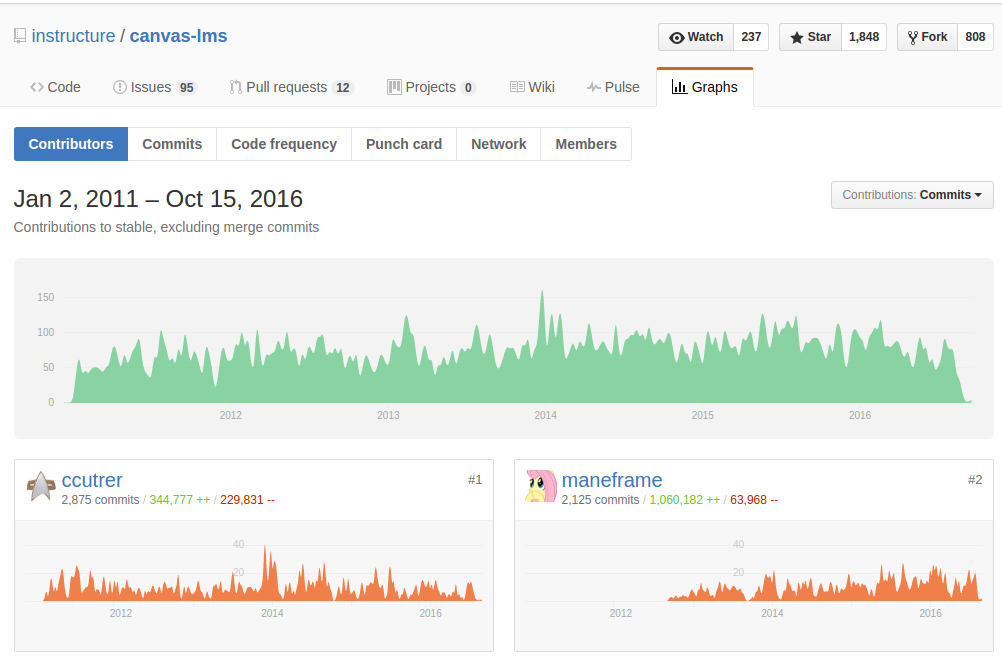 instructure / canvas-lms
Watch 237 Star 1,848 Fork 808
Code Issues 95 Pull requests 12 Projects 0 Wiki Pulse Graphs
Contributors Commits Code frequency Punch card Network Members
Jan 2, 2011 – Oct 15, 2016
Contributions: Commits
Contributions to stable, excluding merge commits
150
100
50
0
2012 2013 2014 2015 2016
ccutrer #1
2,875 commits / 344,777 ++ / 229,831 --
40
20
2012 2014 2016
maneframe #2
2,125 commits / 1,060,182 ++ / 63,968 --
40
20
2012 2014 2016